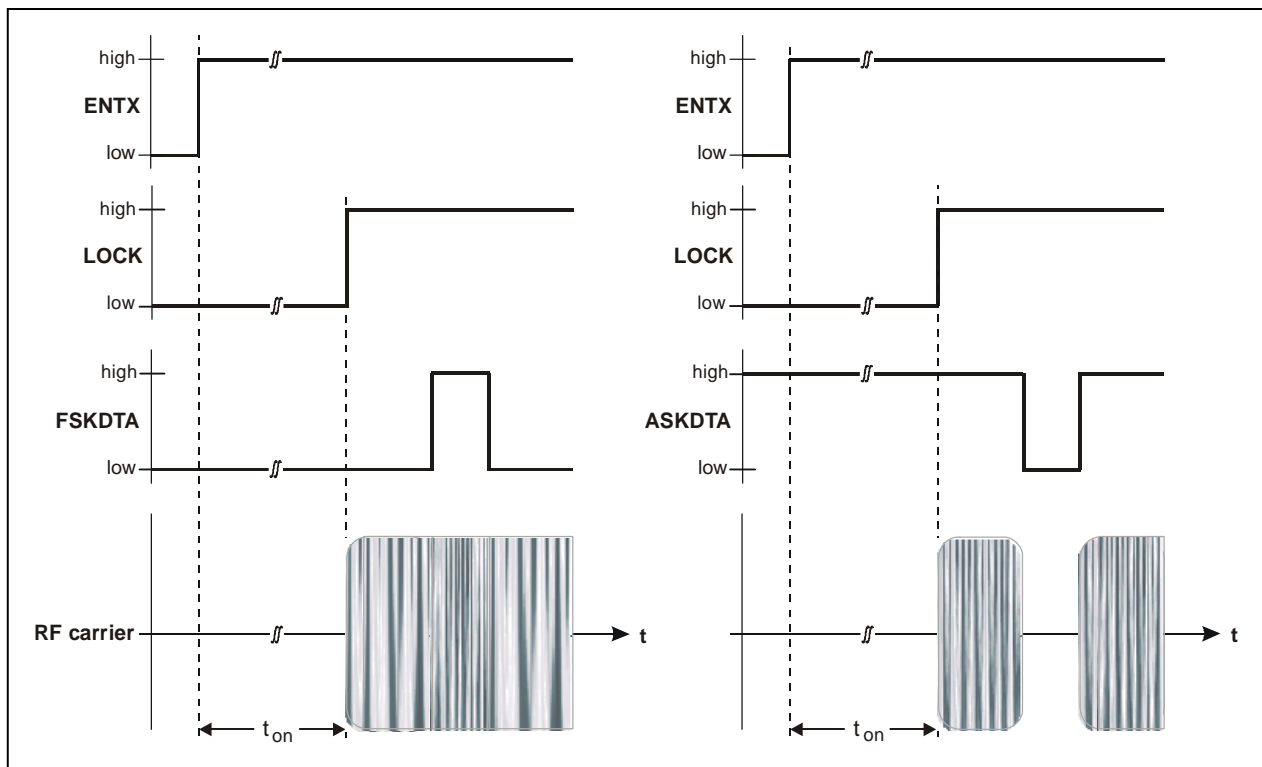 high
ENTX
low
high
LOCK
low
high
FSKDTA
low
RF carrier
t
t on
high
ENTX
low
high
LOCK
low
high
ASKDTA
low
t
t on